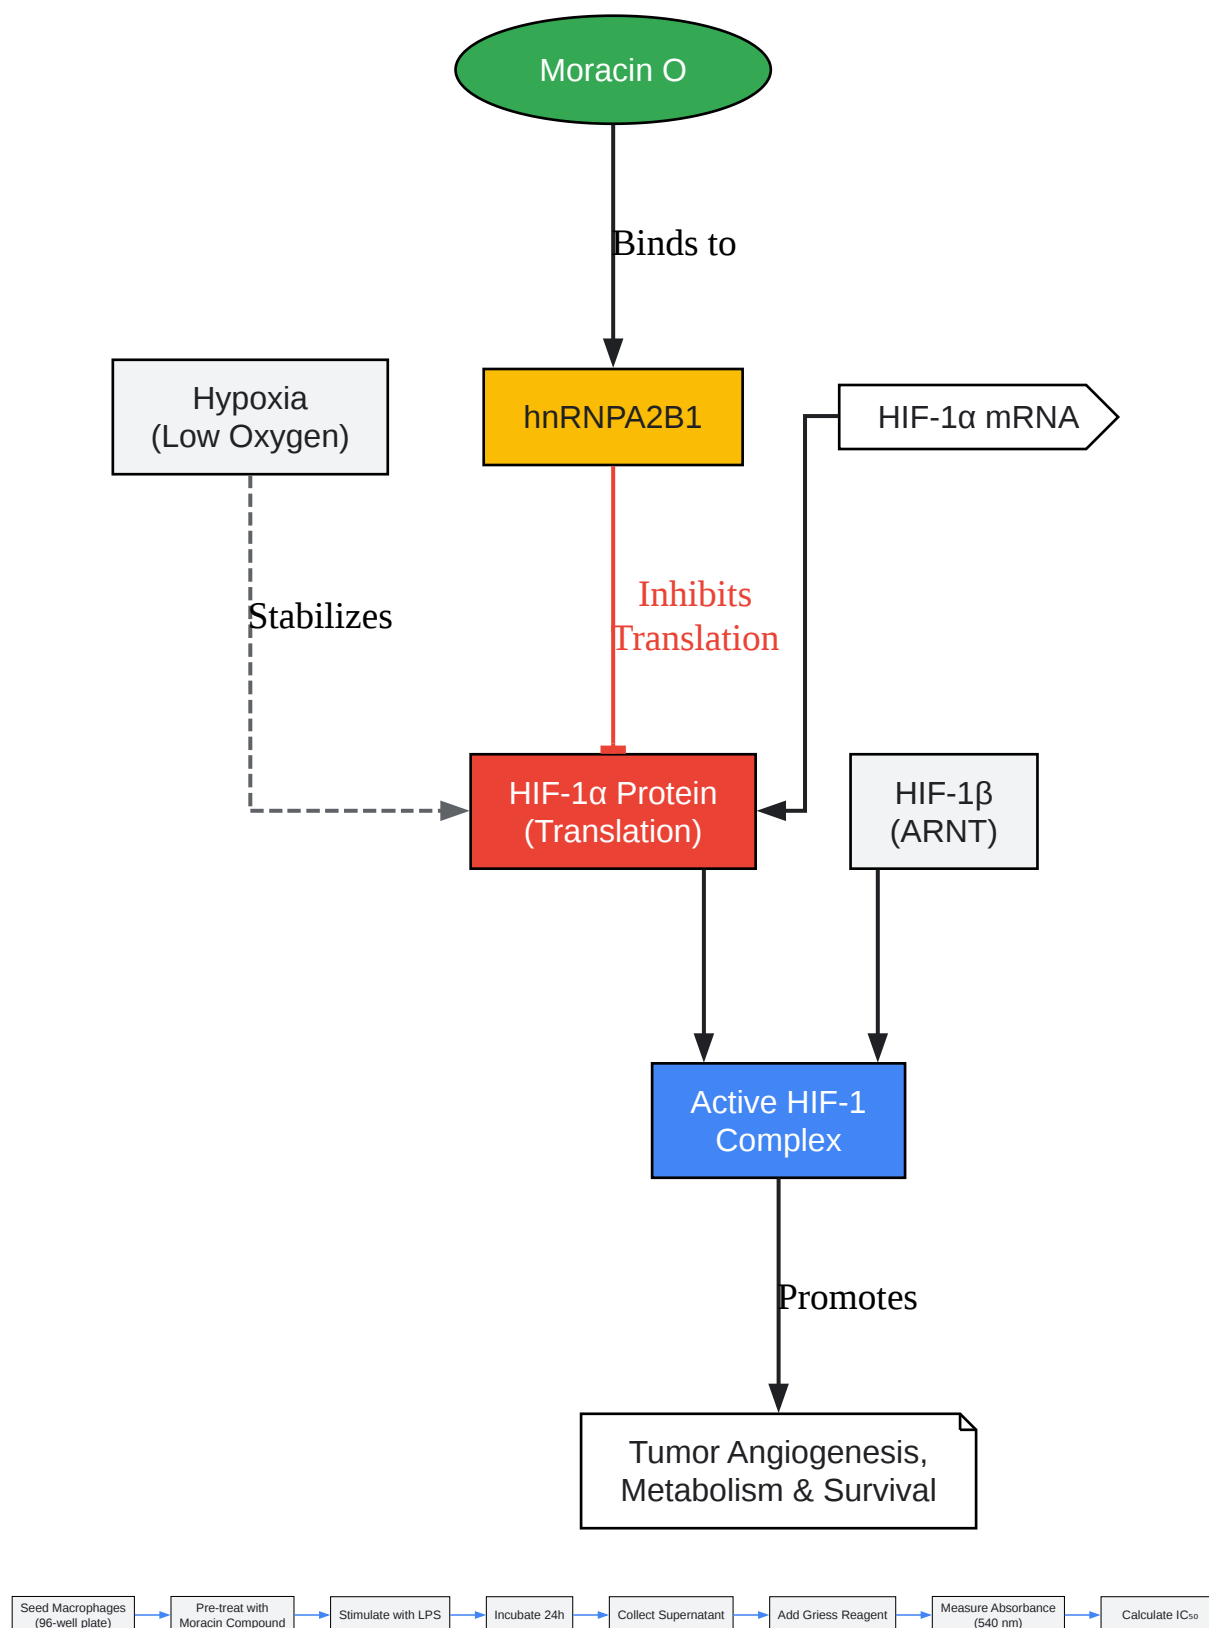 Moracin O
Binds to
Hypoxia
(Low Oxygen)
hnRNPA2B1
HIF-1α mRNA
Stabilizes
Inhibits
Translation
HIF-1α Protein
(Translation)
HIF-1β
(ARNT)
Active HIF-1
Complex
Promotes
Tumor Angiogenesis,
Metabolism & Survival
Seed Macrophages
(96-well plate)
Pre-treat with
Moracin Compound
Stimulate with LPS
Incubate 24h
Collect Supernatant
Add Griess Reagent
Measure Absorbance
(540 nm)
Calculate IC₅₀